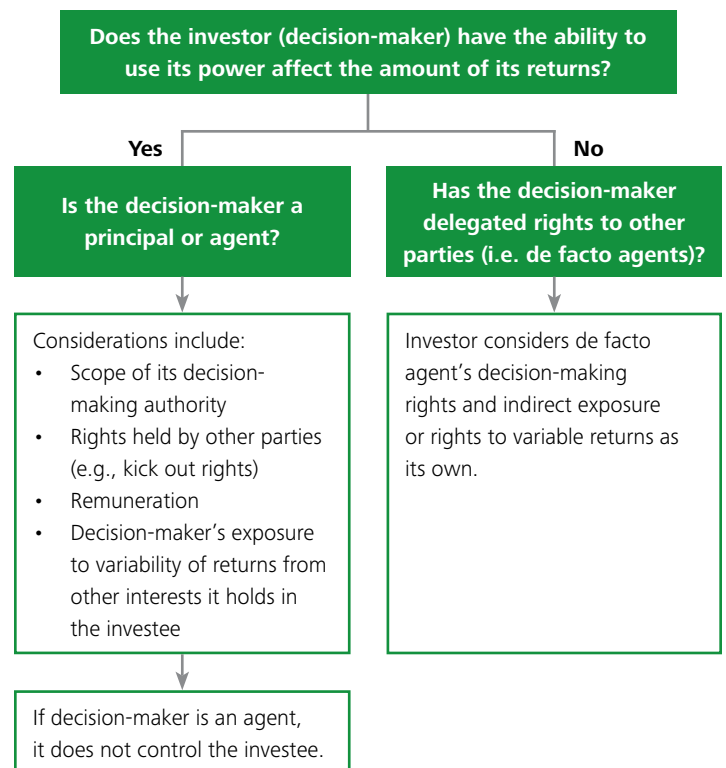 Does the investor (decision-maker) have the ability to
use its power affect the amount of its returns?
Yes
No
Is the decision-maker a
principal or agent?
Has the decision-maker
delegated rights to other
parties (i.e. de facto agents)?
Considerations include:
• Scope of its decision-
making authority
• Rights held by other parties
(e.g., kick out rights)
• Remuneration
• Decision-maker’s exposure
to variability of returns from
other interests it holds in
the investee
Investor considers de facto
agent’s decision-making
rights and indirect exposure
or rights to variable returns as
its own.
If decision-maker is an agent,
it does not control the investee.